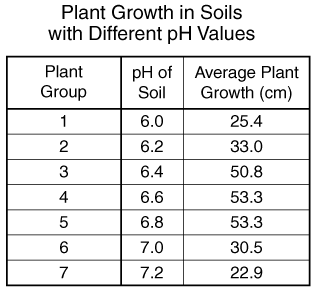 Plant Growth in Soils
with Different pH Values
Plant Group pH of Soil Average Plant Growth (cm)
1 6.0 25.4
2 6.2 33.0
3 6.4 50.8
4 6.6 53.3
5 6.8 53.3
6 7.0 30.5
7 7.2 22.9